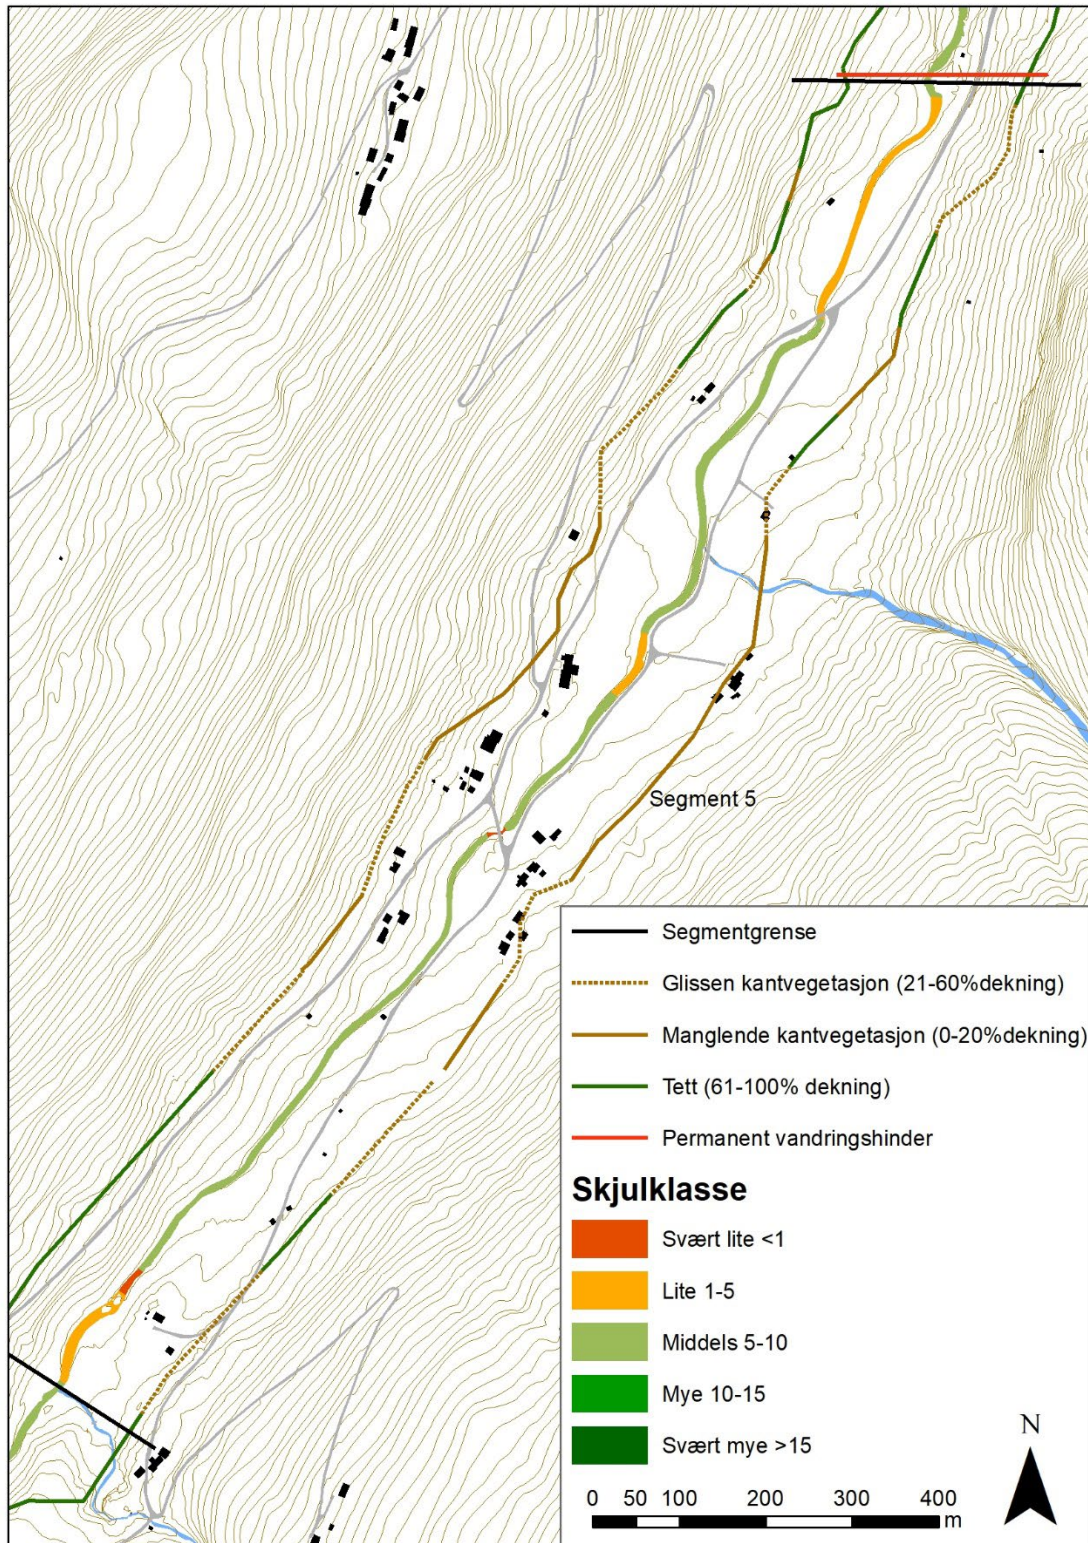 Segment 5
Segmentgrense
Glissen kantvegetasjon (21-60%dekning)
Manglende kantvegetasjon (0-20%dekning)
Tett (61-100% dekning)
Permanent vandringshinder
Skjulklasse
Svært lite <1
Lite 1-5
Middels 5-10
Mye 10-15
Svært mye >15
N
0 50 100 200 300 400
m